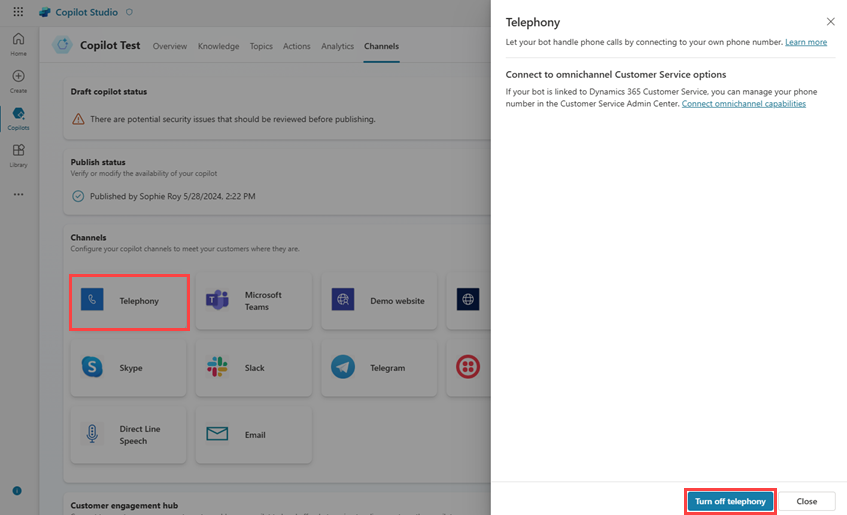 Copilot Studio
Copilot Test
Overview
Knowledge
Topics
Actions
Analytics
Channels
Home
Create
Copilots
Library
Draft copilot status
There are potential security issues that should be reviewed before publishing.
Publish status
Verify or modify the availability of your copilot
Published by Sophie Roy 5/28/2024, 2:22 PM
Channels
Configure your copilot channels to meet your customers where they are.
Telephony
Microsoft
Teams
Demo website
Skype
Slack
Telegram
Direct Line
Speech
Email
Customer engagement hub
Telephony
Let your bot handle phone calls by connecting to your own phone number. Learn more
Connect to omnichannel Customer Service options
If your bot is linked to Dynamics 365 Customer Service, you can manage your phone
number in the Customer Service Admin Center. Connect omnichannel capabilities
Turn off telephony
Close